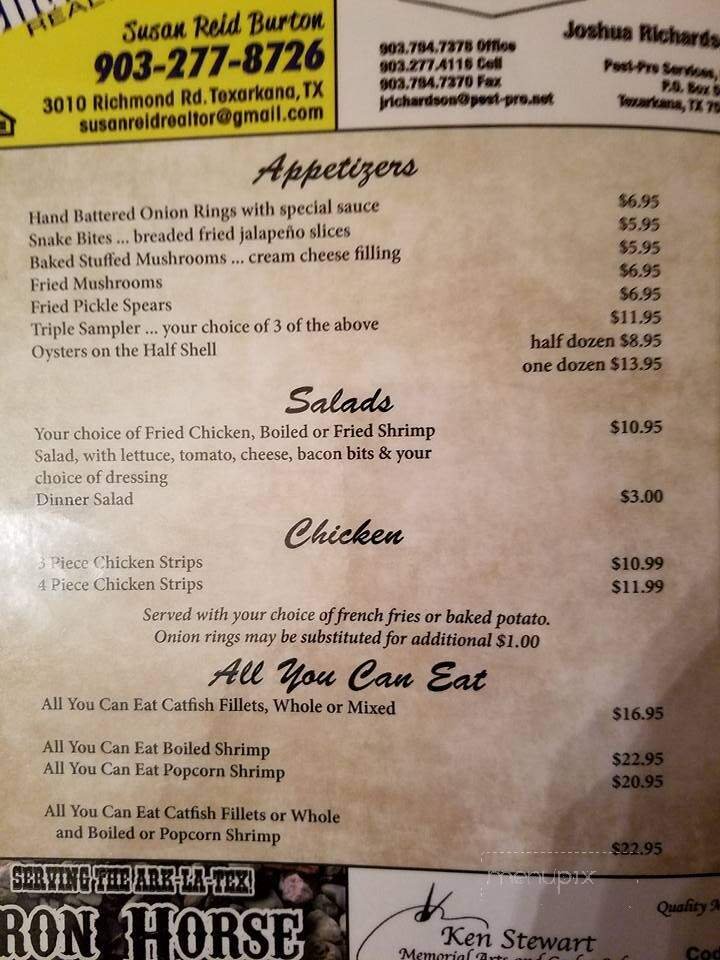 REAL
Susan Reid Burton
903-277-8726
3010 Richmond Rd. Texarkana, TX
susanreidrealtor@gmail.com
Joshua Richards
903.794.7378 Office
903.277.4116 Cell
903.794.7370 Fax
jrichardson@pest-pro.net
Pest-Pro Services,
P.O. Box
Texarkana, TX 7
Appetizers
Hand Battered Onion Rings with special sauce $6.95
Snake Bites ... breaded fried jalapeño slices $5.95
Baked Stuffed Mushrooms ... cream cheese filling $5.95
Fried Mushrooms $6.95
Fried Pickle Spears $6.95
Triple Sampler ... your choice of 3 of the above $11.95
Oysters on the Half Shell half dozen $8.95
one dozen $13.95
Salads
Your choice of Fried Chicken, Boiled or Fried Shrimp $10.95
Salad, with lettuce, tomato, cheese, bacon bits & your
choice of dressing
Dinner Salad $3.00
Chicken
3 Piece Chicken Strips $10.99
4 Piece Chicken Strips $11.99
Served with your choice of french fries or baked potato.
Onion rings may be substituted for additional $1.00
All You Can Eat
All You Can Eat Catfish Fillets, Whole or Mixed $16.95
All You Can Eat Boiled Shrimp $22.95
All You Can Eat Popcorn Shrimp $20.95
All You Can Eat Catfish Fillets or Whole
and Boiled or Popcorn Shrimp $22.95
menupix
SERVING THE ARK-LA-TEX!
RON HORSE
Ken Stewart
Memorial Arts and
Quality